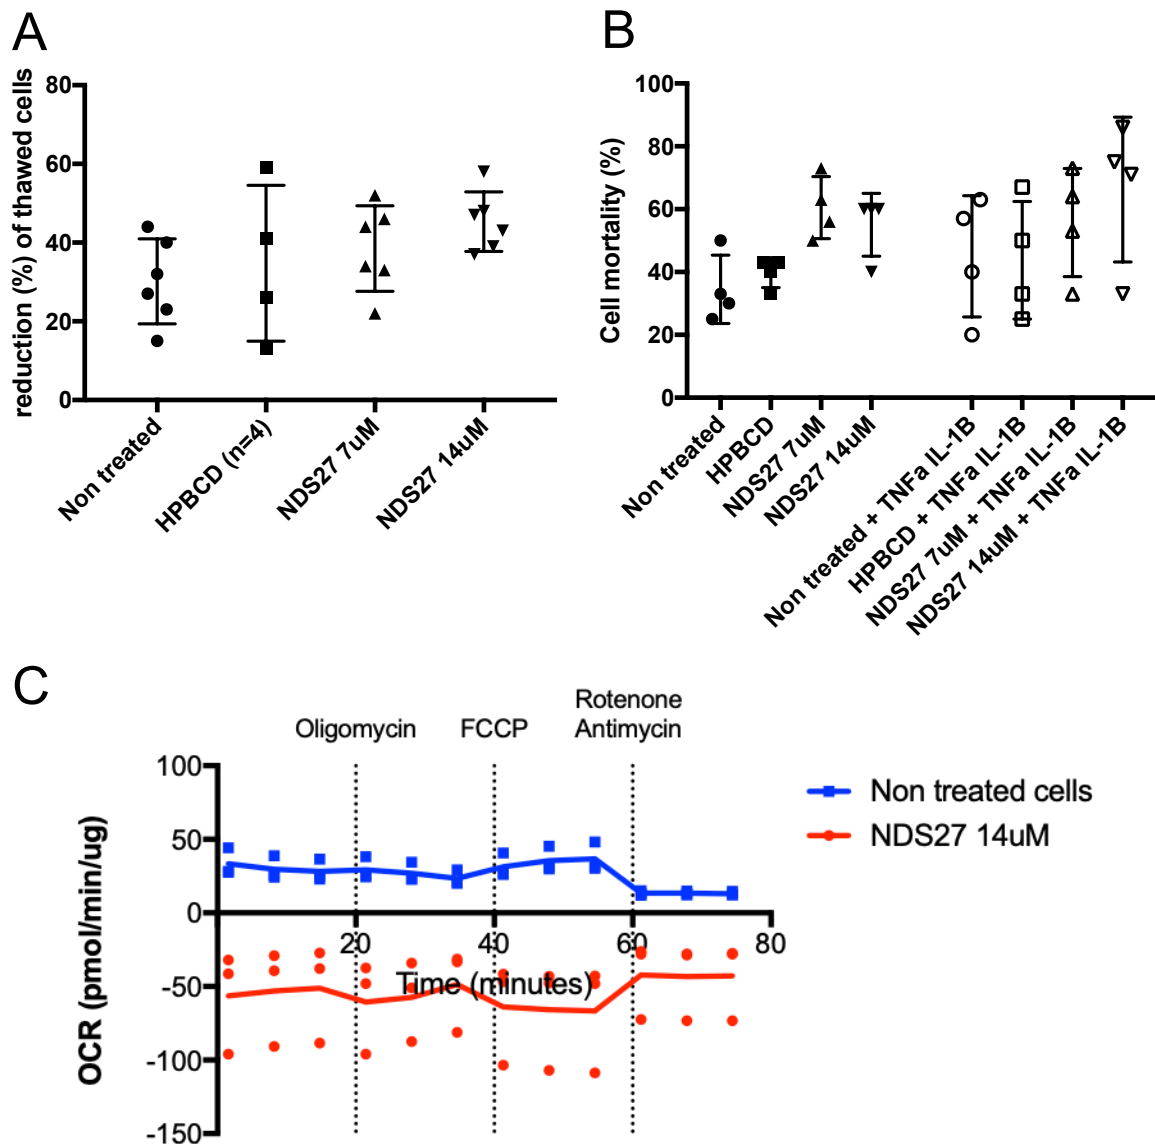 A
reduction (%) of thawed cells
80
60
40
20
0
Non treated
HPBCD (n=4)
NDS27 7uM
NDS27 14uM
B
Cell mortality (%)
100
80
60
40
20
0
Non treated
HPBCD
NDS27 7uM
NDS27 14uM
Non treated + TNFa IL-1B
HPBCD + TNFa IL-1B
NDS27 7uM + TNFa IL-1B
NDS27 14uM + TNFa IL-1B
C
Oligomycin
FCCP
Rotenone
Antimycin
OCR (pmol/min/ug)
100
50
0
-50
-100
-150
20
40
60
80
Time (minutes)
Non treated cells
NDS27 14uM